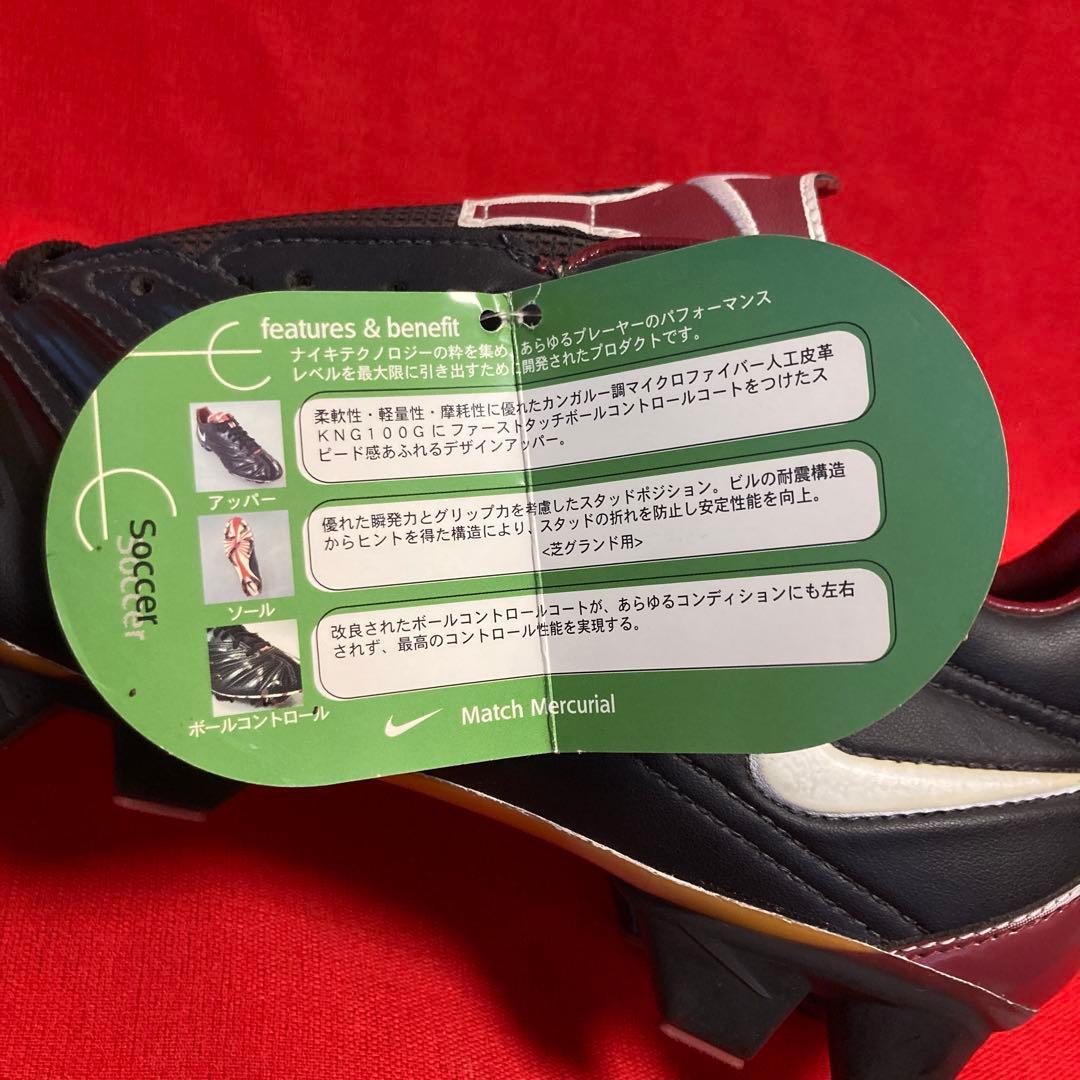 features & benefit
ナイキテクノロジーの粋を集め、あらゆるプレーヤーのパフォーマンス
レベルを最大限に引き出すために開発されたプロダクトです。
柔軟性・軽量性・摩耗性に優れたカンガルー調マイクロファイバー人工皮革
KNG100Gにファーストタッチボールコントロールコートをつけたス
ピード感あふれるデザインアッパー。
アッパー
優れた瞬発力とグリップ力を考慮したスタッドポジション。ビルの耐震構造
からヒントを得た構造により、スタッドの折れを防止し安定性能を向上。
<芝グランド用>
ソール
改良されたボールコントロールコートが、あらゆるコンディションにも左右
されず、最高のコントロール性能を実現する。
ボールコントロール
Match Mercurial
Soccer
Soccer